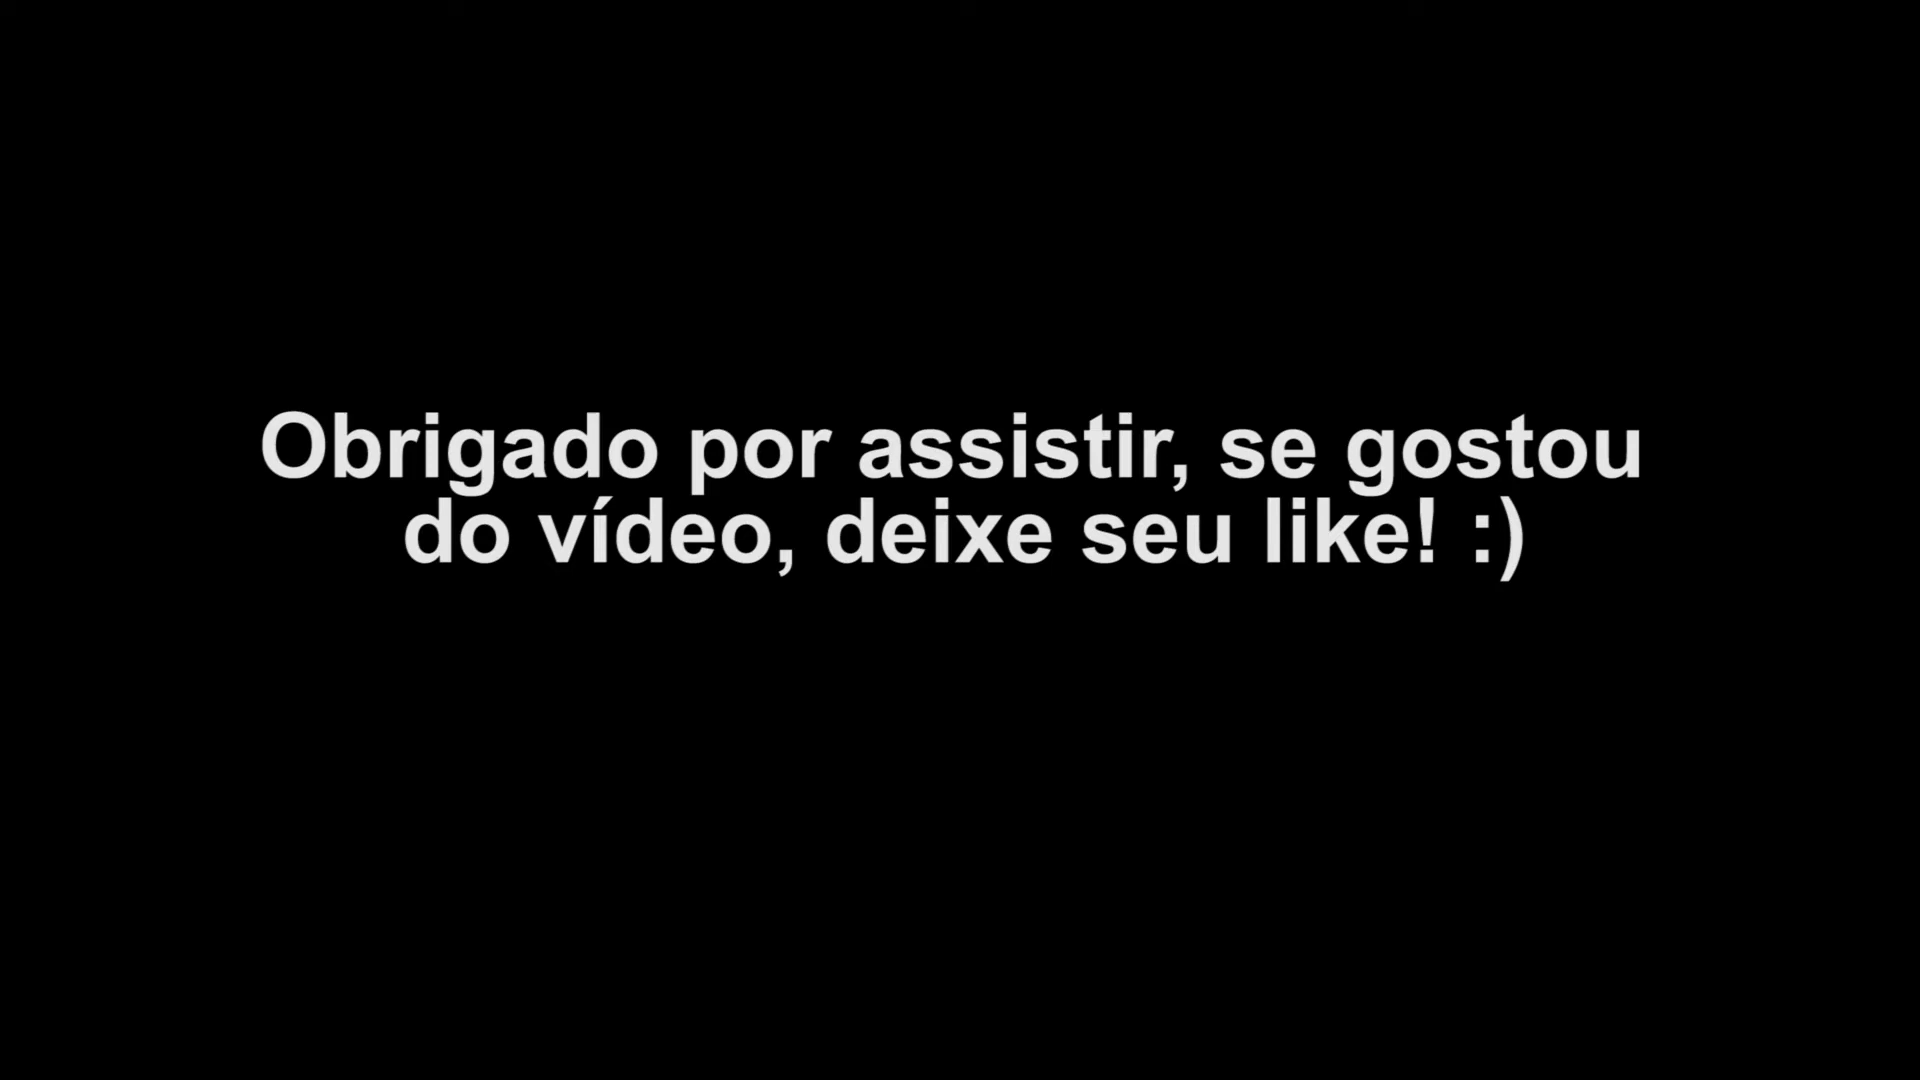 Obrigado por assistir, se gostou
do vídeo, deixe seu like! :)